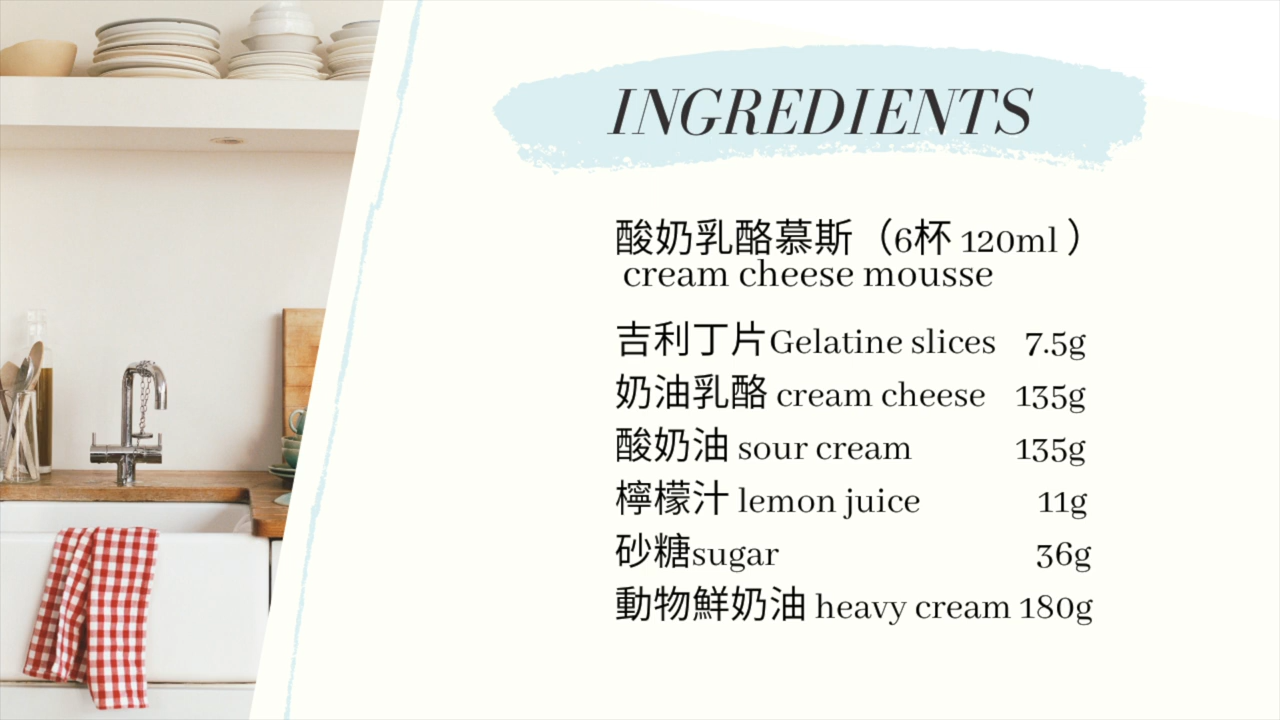 INGREDIENTS
酸奶乳酪慕斯（6杯 120ml ）
cream cheese mousse
吉利丁片Gelatine slices 7.5g
奶油乳酪 cream cheese 135g
酸奶油 sour cream 135g
檸檬汁 lemon juice 11g
砂糖sugar 36g
動物鮮奶油 heavy cream 180g